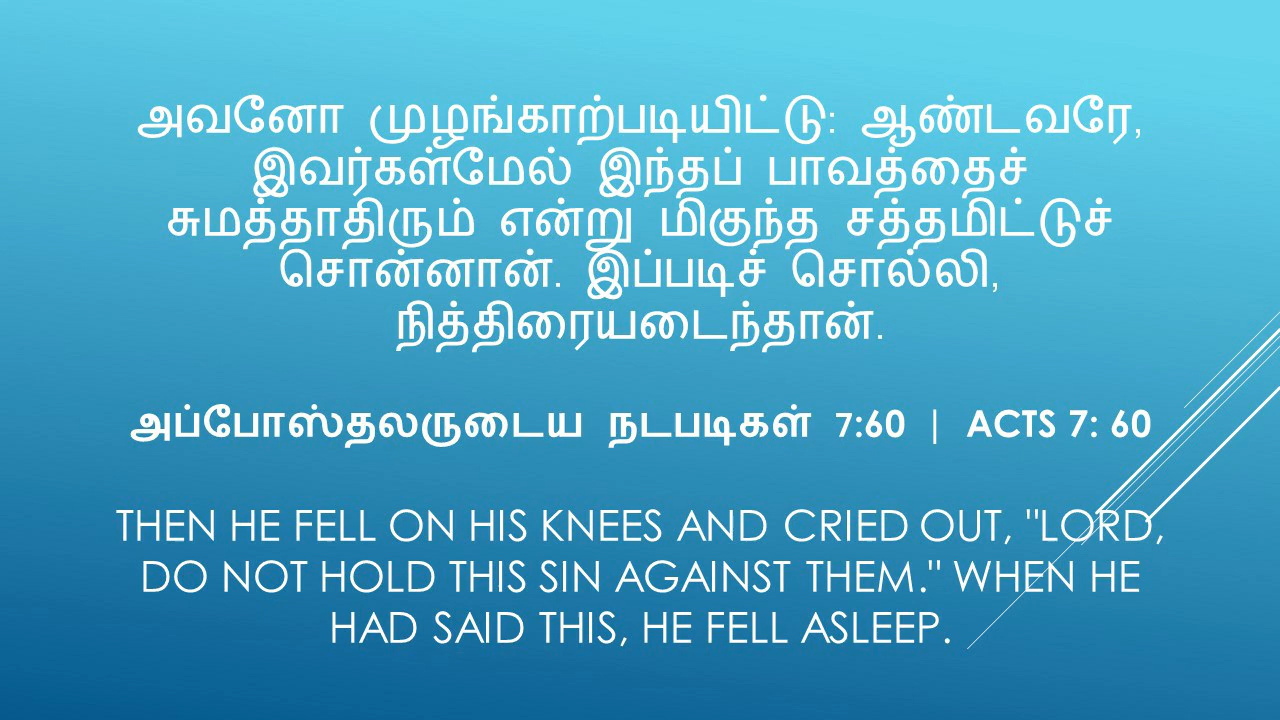 அவனோ முழங்காற்படியிட்டு: ஆண்டவரே,
இவர்கள்மேல் இந்தப் பாவத்தைச்
சுமத்தாதிரும் என்று மிகுந்த சத்தமிட்டுச்
சொன்னான். இப்படிச் சொல்லி,
நித்திரையடைந்தான்.
அப்போஸ்தலருடைய நடபடிகள் 7:60 | ACTS 7: 60
THEN HE FELL ON HIS KNEES AND CRIED OUT, "LORD,
DO NOT HOLD THIS SIN AGAINST THEM." WHEN HE
HAD SAID THIS, HE FELL ASLEEP.